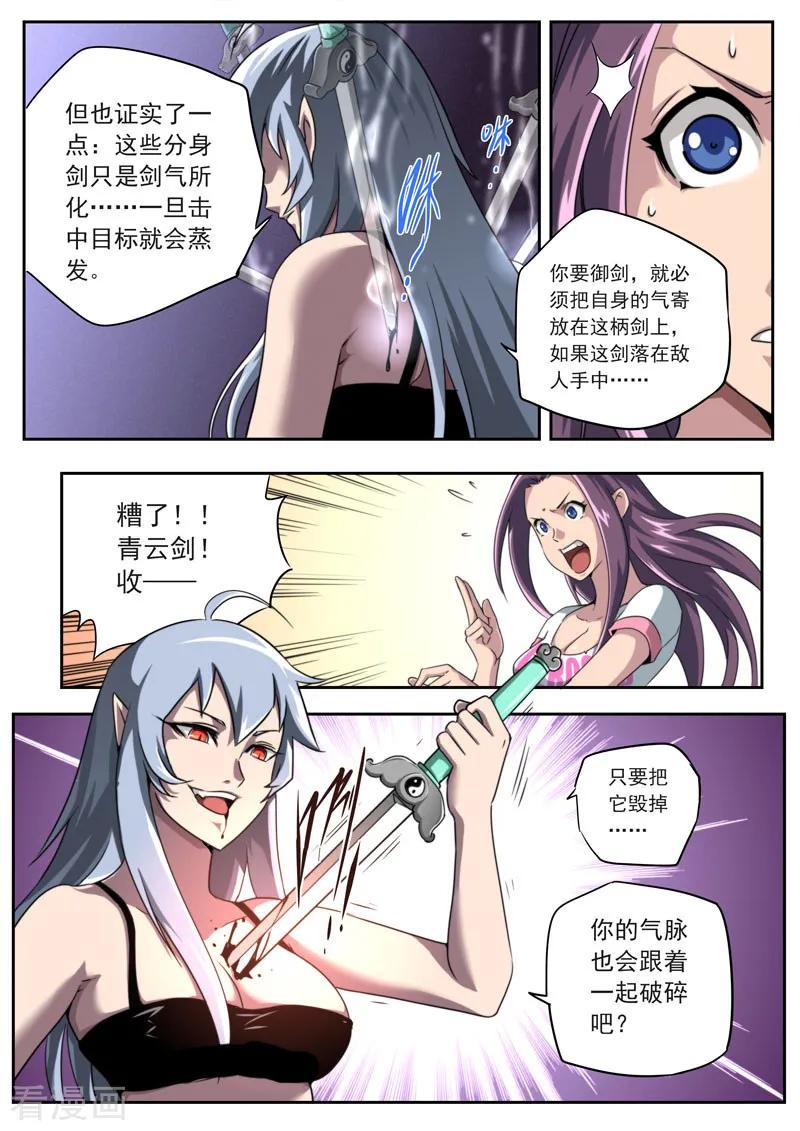 但也证实了一
点：这些分身
剑只是剑气所
化……一旦击
中目标就会蒸
发。
咻
咻
你要御剑，就必
须把自身的气寄
放在这柄剑上，
如果这剑落在敌
人手中……
糟了！！
青云剑！
收——
只要把
它毁掉
……
你的气脉
也会跟着
一起破碎
吧？
看漫画